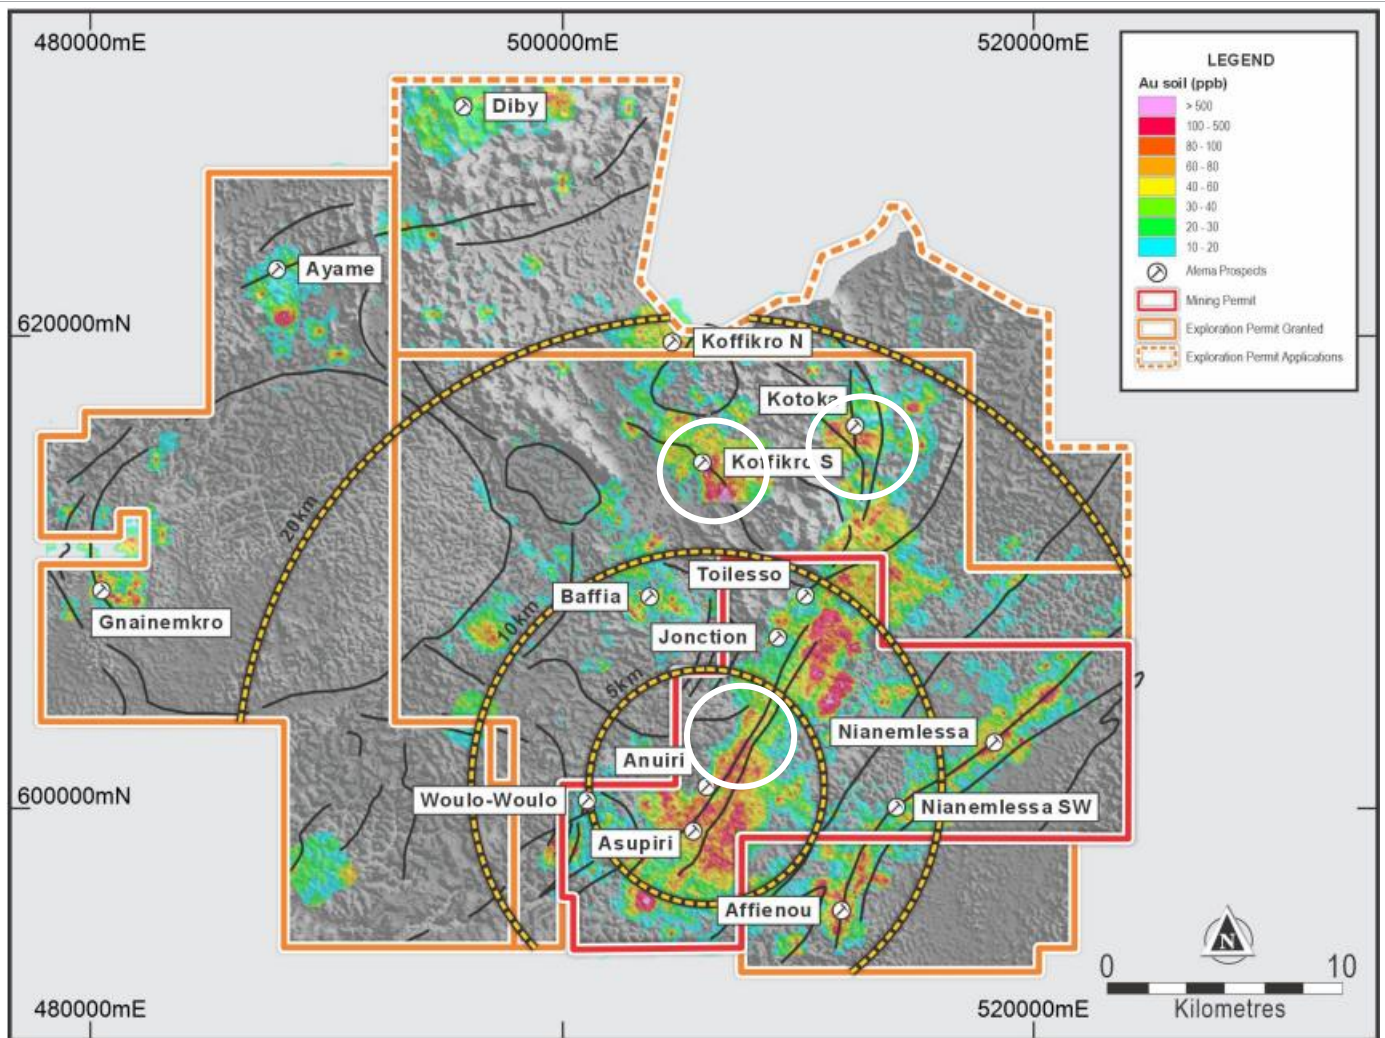 480000mE
500000mE
520000mE
LEGEND
Au soil (ppb)
> 500
100 - 500
80 - 100
60 - 80
40 - 60
30 - 40
20 - 30
10 - 20
Afema Prospects
Mining Permit
Exploration Permit Granted
Exploration Permit Applications
Diby
Ayame
620000mN
Koffikro N
Kotoka
Koffikro S
20km
Toilesso
Baffia
Gnainemkro
10km
Jonction
5km
Nianemlessa
Anuiri
600000mN
Woulo-Woulo
Nianemlessa SW
Asupiri
Affienou
N
0
10
Kilometres
480000mE
520000mE